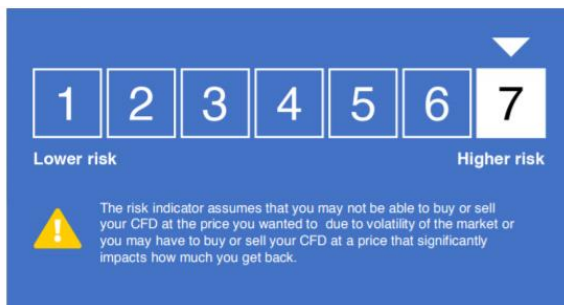 1 2 3 4 5 6 7
Lower risk Higher risk
The risk indicator assumes that you may not be able to buy or sell
your CFD at the price you wanted to due to volatility of the market or
you may have to buy or sell your CFD at a price that significantly
impacts how much you get back.